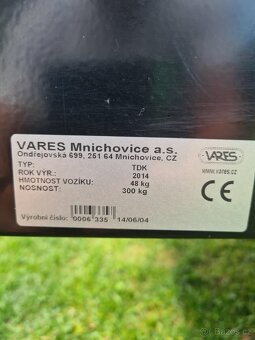 VARES Mnichovice a.s.
Ondřejovská 699, 251 64 Mnichovice, CZ
TYP: TDK
ROK VÝR.: 2014
HMOTNOST VOZÍKU: 48 kg
NOSNOST: 300 kg
VARES
www.vares.cz
CE
Výrobní číslo: 0006 335 14/06/04
Bazoš.cz